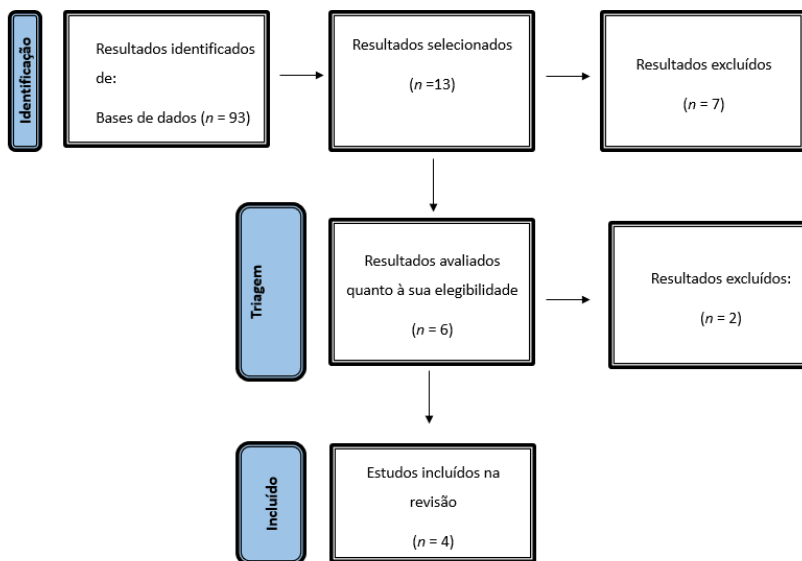 Identificação
Resultados identificados
de:
Bases de dados (n = 93)
Resultados selecionados
(n =13)
Resultados excluídos
(n = 7)
Triagem
Resultados avaliados
quanto à sua elegibilidade
(n = 6)
Resultados excluídos:
(n = 2)
Incluído
Estudos incluídos na
revisão
(n = 4)